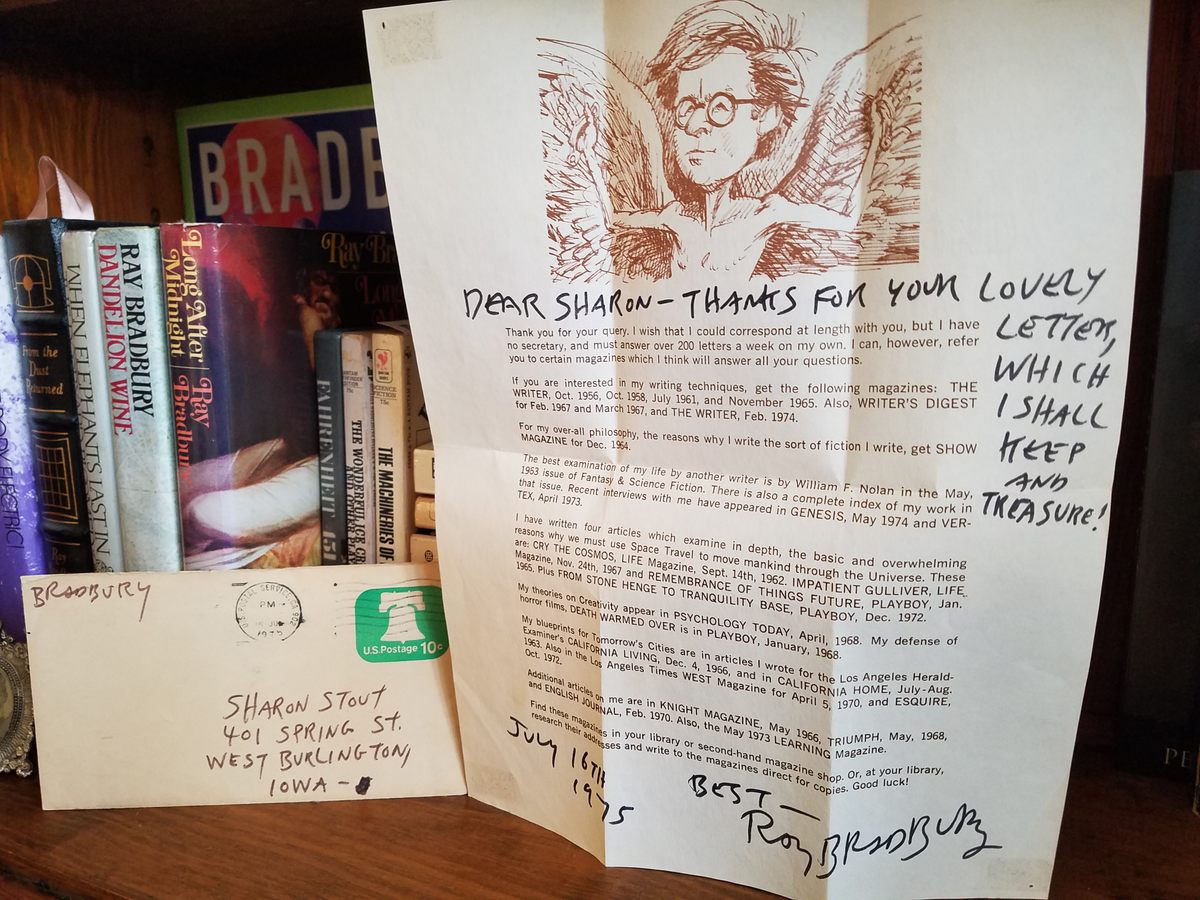 BRADB
From the
Dust
Returned
WHEN ELEPHANTS LAST IN
RAY BRADBURY
DANDELION WINE
Long After
Midnight
Ray
Bradbury
FAHRENHEIT 451
THE MACHINERIES OF
DEAR SHARON – THANKS FOR YOUR LOVELY
LETTER,
WHICH
I SHALL
KEEP
AND
TREASURE!
Thank you for your query. I wish that I could correspond at length with you, but I have
no secretary, and must answer over 200 letters a week on my own. I can, however, refer
you to certain magazines which I think will answer all your questions.
If you are interested in my writing techniques, get the following magazines: THE
WRITER, Oct. 1956, Oct. 1958, July 1961, and November 1965. Also, WRITER'S DIGEST
for Feb. 1967 and March 1967, and THE WRITER, Feb. 1974.
For my over-all philosophy, the reasons why I write the sort of fiction I write, get SHOW
MAGAZINE for Dec. 1964.
The best examination of my life by another writer is by William F. Nolan in the May,
1963 issue of Fantasy & Science Fiction. There is also a complete index of my work in
that issue. Recent interviews with me have appeared in GENESIS, May 1974 and VER-
TEX, April 1973.
I have written four articles which examine in depth, the basic and overwhelming
reasons why we must use Space Travel to move mankind through the Universe. These
are: CRY THE COSMOS, LIFE Magazine, Sept. 14th, 1962. IMPATIENT GULLIVER, LIFE
Magazine, Nov. 24th, 1967 and REMEMBRANCE OF THINGS FUTURE, PLAYBOY, Jan.
1965. Plus FROM STONE HENGE TO TRANQUILITY BASE, PLAYBOY, Dec. 1972.
My theories on Creativity appear in PSYCHOLOGY TODAY, April, 1968. My defense of
horror films, DEATH WARMED OVER is in PLAYBOY, January, 1968.
My blueprints for Tomorrow's Cities are in articles I wrote for the Los Angeles Herald-
Examiner's CALIFORNIA LIVING, Dec. 4, 1966, and in CALIFORNIA HOME, July-Aug.
1963. Also in the Los Angeles Times WEST Magazine for April 5, 1970, and ESQUIRE,
Oct. 1972.
Additional articles on me are in KNIGHT MAGAZINE, May 1966, TRIUMPH, May, 1968,
and ENGLISH JOURNAL, Feb. 1970. Also, the May 1973 LEARNING Magazine.
Find these magazines in your library or second-hand magazine shop. Or, at your library,
research their addresses and write to the magazines direct for copies. Good luck!
July 16TH
1975
BEST –
Ray BRADBURY
BRADBURY
U.S. POSTAL SERVICE
PM
1975
U.S. Postage 10c
SHARON STOUT
401 SPRING ST.
WEST BURLINGTON,
IOWA –